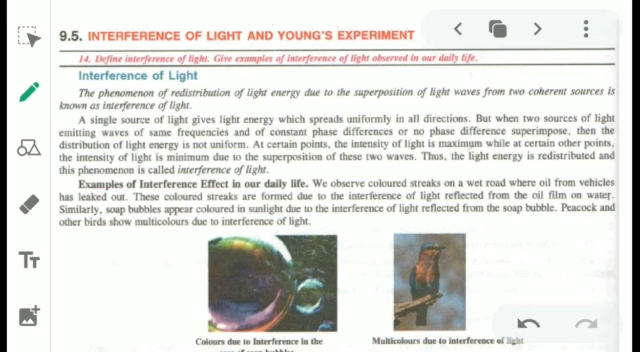 9.5. INTERFERENCE OF LIGHT AND YOUNG'S EXPERIMENT
14. Define interference of light. Give examples of interference of light observed in our daily life.
Interference of Light
The phenomenon of redistribution of light energy due to the superposition of light waves from two coherent sources is
known as interference of light.
A single source of light gives light energy which spreads uniformly in all directions. But when two sources of light
emitting waves of same frequencies and of constant phase differences or no phase difference superimpose, then the
distribution of light energy is not uniform. At certain points, the intensity of light is maximum while at certain other points,
the intensity of light is minimum due to the superposition of these two waves. Thus, the light energy is redistributed and
this phenomenon is called interference of light.
Examples of Interference Effect in our daily life. We observe coloured streaks on a wet road where oil from vehicles
has leaked out. These coloured streaks are formed due to the interference of light reflected from the oil film on water.
Similarly, soap bubbles appear coloured in sunlight due to the interference of light reflected from the soap bubble. Peacock and
other birds show multicolours due to interference of light.
Colours due to Interference in the
case of soap bubbles
Multicolours due to interference of light
TT